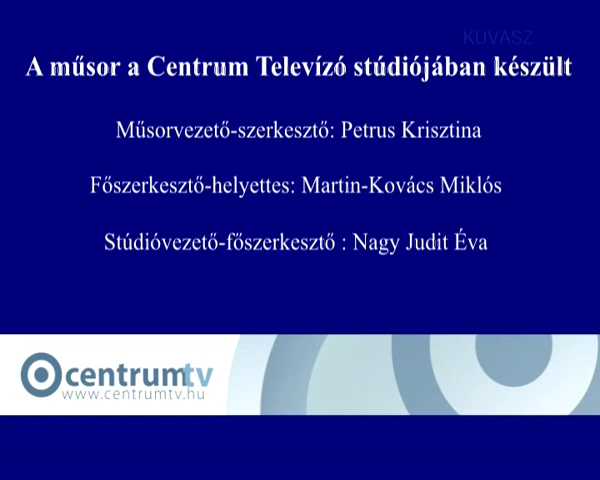 KUVASZ
A műsor a Centrum Televízó stúdiójában készült
Műsorvezető-szerkesztő: Petrus Krisztina
Főszerkesztő-helyettes: Martin-Kovács Miklós
Stúdióvezető-főszerkesztő : Nagy Judit Éva
centrumtv
www.centrumtv.hu